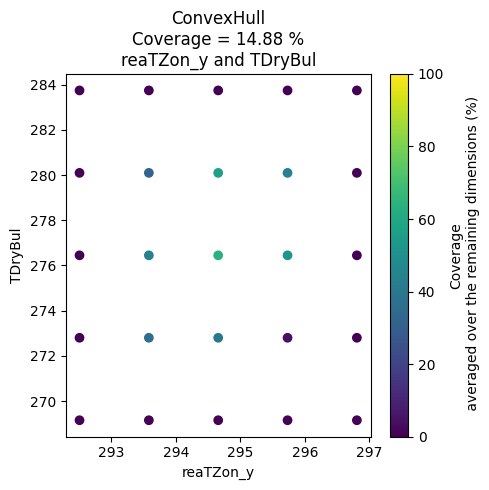 ConvexHull
Coverage = 14.88 %
reaTZon_y and TDryBul
284
282
280
278
276
274
272
270
TDryBul
293
294
295
296
297
reaTZon_y
100
80
60
40
20
0
Coverage
averaged over the remaining dimensions (%)